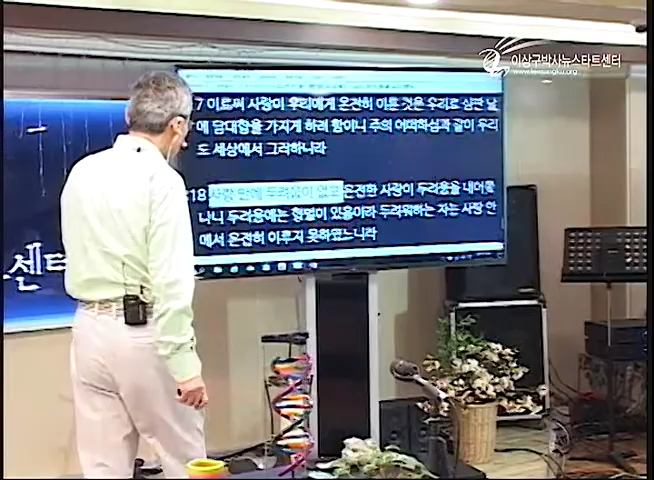 이상구박사뉴스타트센터
www.leesangku.org
17 이로써 사랑이 우리에게 온전히 이룬 것은 우리로 심판 날
에 담대함을 가지게 하려 함이니 주의 어떠하심과 같이 우리
도 세상에서 그러하니라
18 사랑 안에 두려움이 없고 온전한 사랑이 두려움을 내어쫓
나니 두려움에는 형벌이 있음이라 두려워하는 자는 사랑 안
에서 온전히 이루지 못하였느니라
스센터